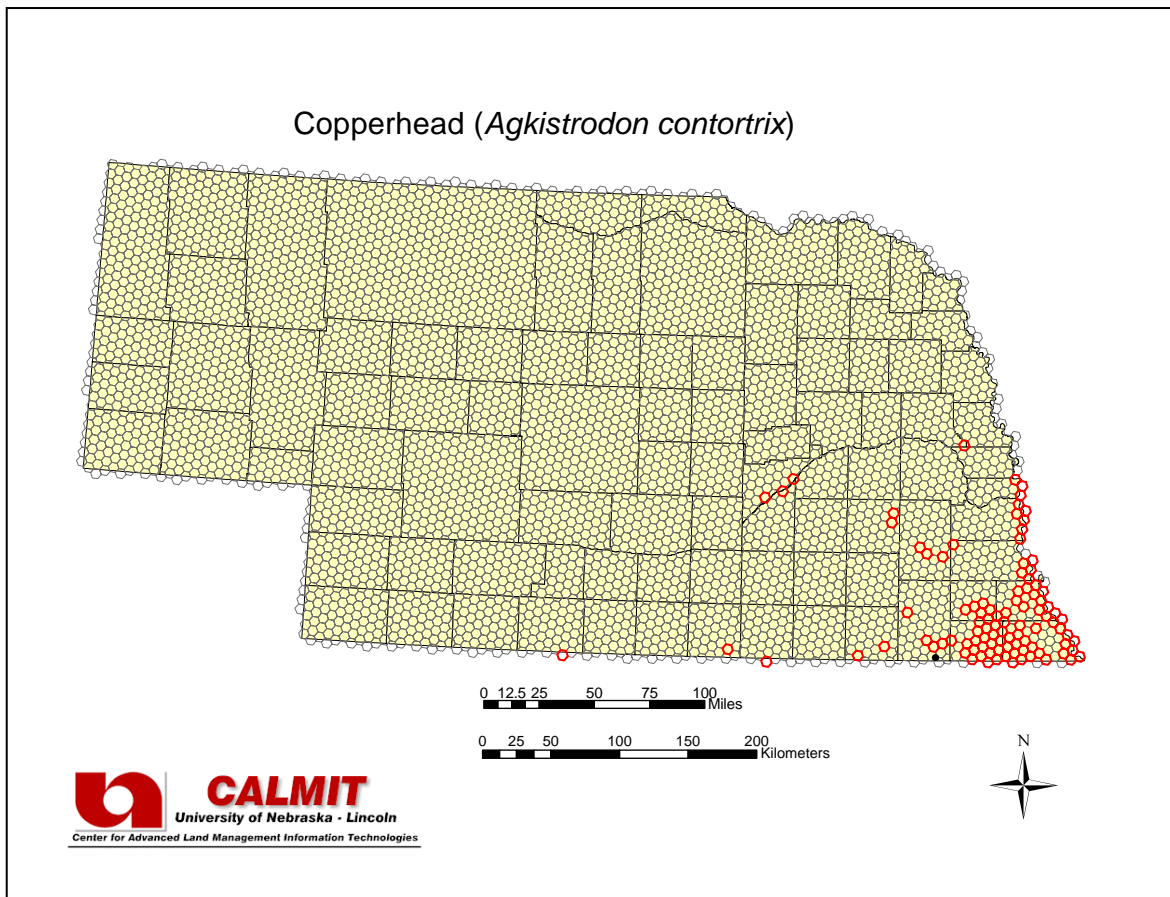 Copperhead (Agkistrodon contortrix)
0 12.5 25 50 75 100
Miles
0 25 50 100 150 200
Kilometers
N
CALMIT
University of Nebraska - Lincoln
Center for Advanced Land Management Information Technologies